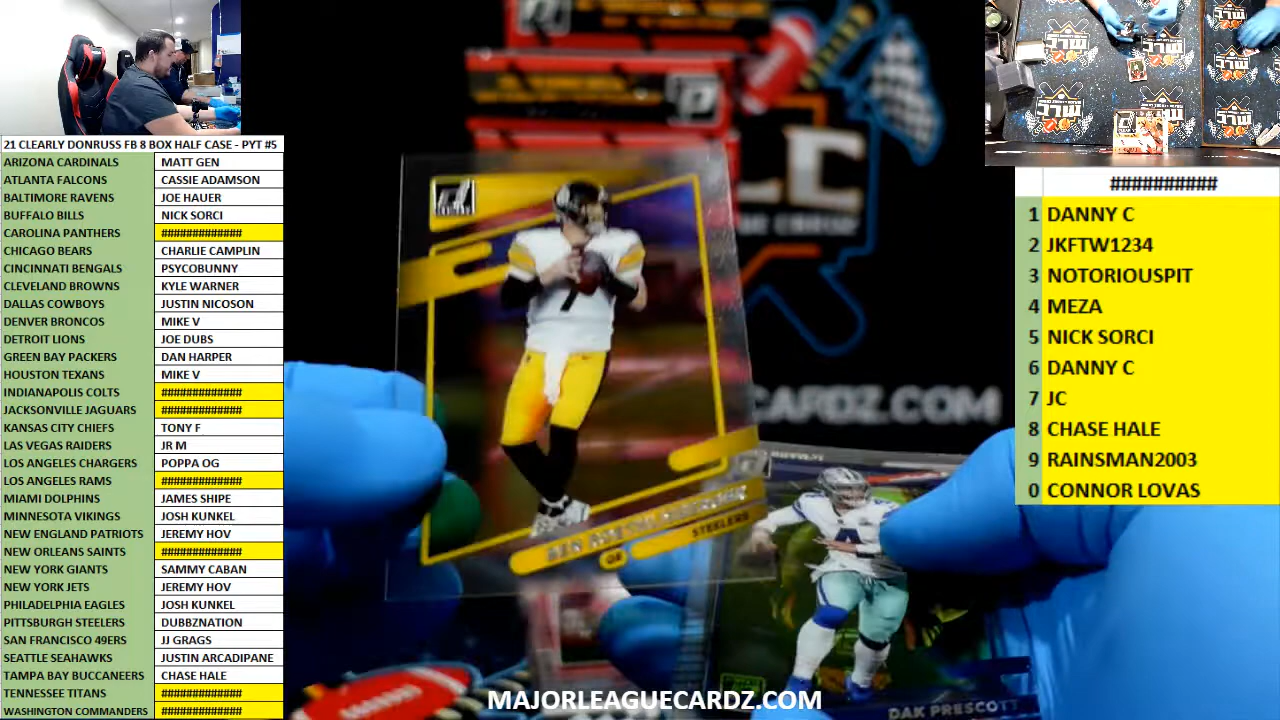 21 CLEARLY DONRUSS FB 8 BOX HALF CASE - PYT #5
ARIZONA CARDINALS MATT GEN
ATLANTA FALCONS CASSIE ADAMSON
BALTIMORE RAVENS JOE HAUER
BUFFALO BILLS NICK SORCI
CAROLINA PANTHERS #############
CHICAGO BEARS CHARLIE CAMPLIN
CINCINNATI BENGALS PSYCOBUNNY
CLEVELAND BROWNS KYLE WARNER
DALLAS COWBOYS JUSTIN NICOSON
DENVER BRONCOS MIKE V
DETROIT LIONS JOE DUBS
GREEN BAY PACKERS DAN HARPER
HOUSTON TEXANS MIKE V
INDIANAPOLIS COLTS #############
JACKSONVILLE JAGUARS #############
KANSAS CITY CHIEFS TONY F
LAS VEGAS RAIDERS JR M
LOS ANGELES CHARGERS POPPA OG
LOS ANGELES RAMS #############
MIAMI DOLPHINS JAMES SHIPE
MINNESOTA VIKINGS JOSH KUNKEL
NEW ENGLAND PATRIOTS JEREMY HOV
NEW ORLEANS SAINTS #############
NEW YORK GIANTS SAMMY CABAN
NEW YORK JETS JEREMY HOV
PHILADELPHIA EAGLES JOSH KUNKEL
PITTSBURGH STEELERS DUBBZNATION
SAN FRANCISCO 49ERS JJ GRAGS
SEATTLE SEAHAWKS JUSTIN ARCADIPANE
TAMPA BAY BUCCANEERS CHASE HALE
TENNESSEE TITANS #############
WASHINGTON COMMANDERS #############
7
BEN ROETHLISBERGER
QB STEELERS
CARDZ.COM
4
DAK PRESCOTT
MAJORLEAGUECARDZ.COM
##########
1 DANNY C
2 JKFTW1234
3 NOTORIOUSPIT
4 MEZA
5 NICK SORCI
6 DANNY C
7 JC
8 CHASE HALE
9 RAINSMAN2003
0 CONNOR LOVAS